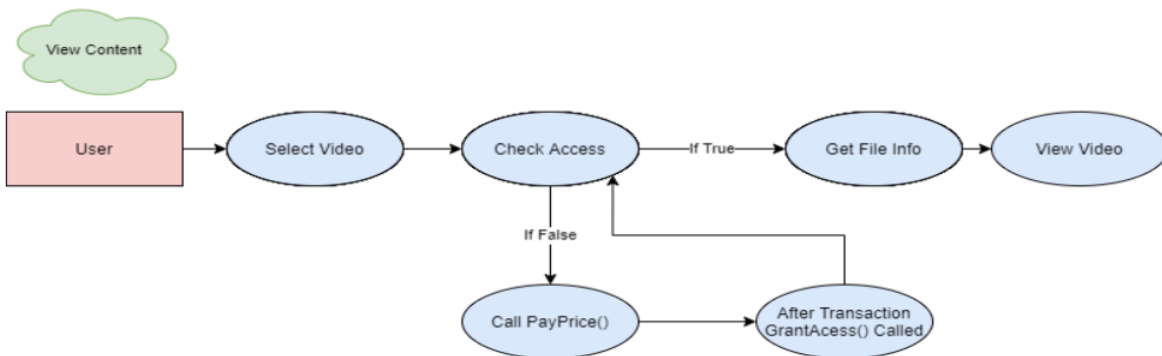 View Content
User
Select Video
Check Access
If True
Get File Info
View Video
If False
Call PayPrice()
After Transaction
GrantAcess() Called